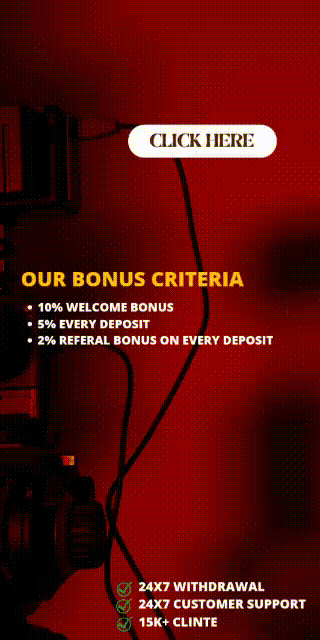 CLICK HERE
OUR BONUS CRITERIA
• 10% WELCOME BONUS
• 5% EVERY DEPOSIT
• 2% REFERAL BONUS ON EVERY DEPOSIT
24X7 WITHDRAWAL
24X7 CUSTOMER SUPPORT
15K+ CLINTE